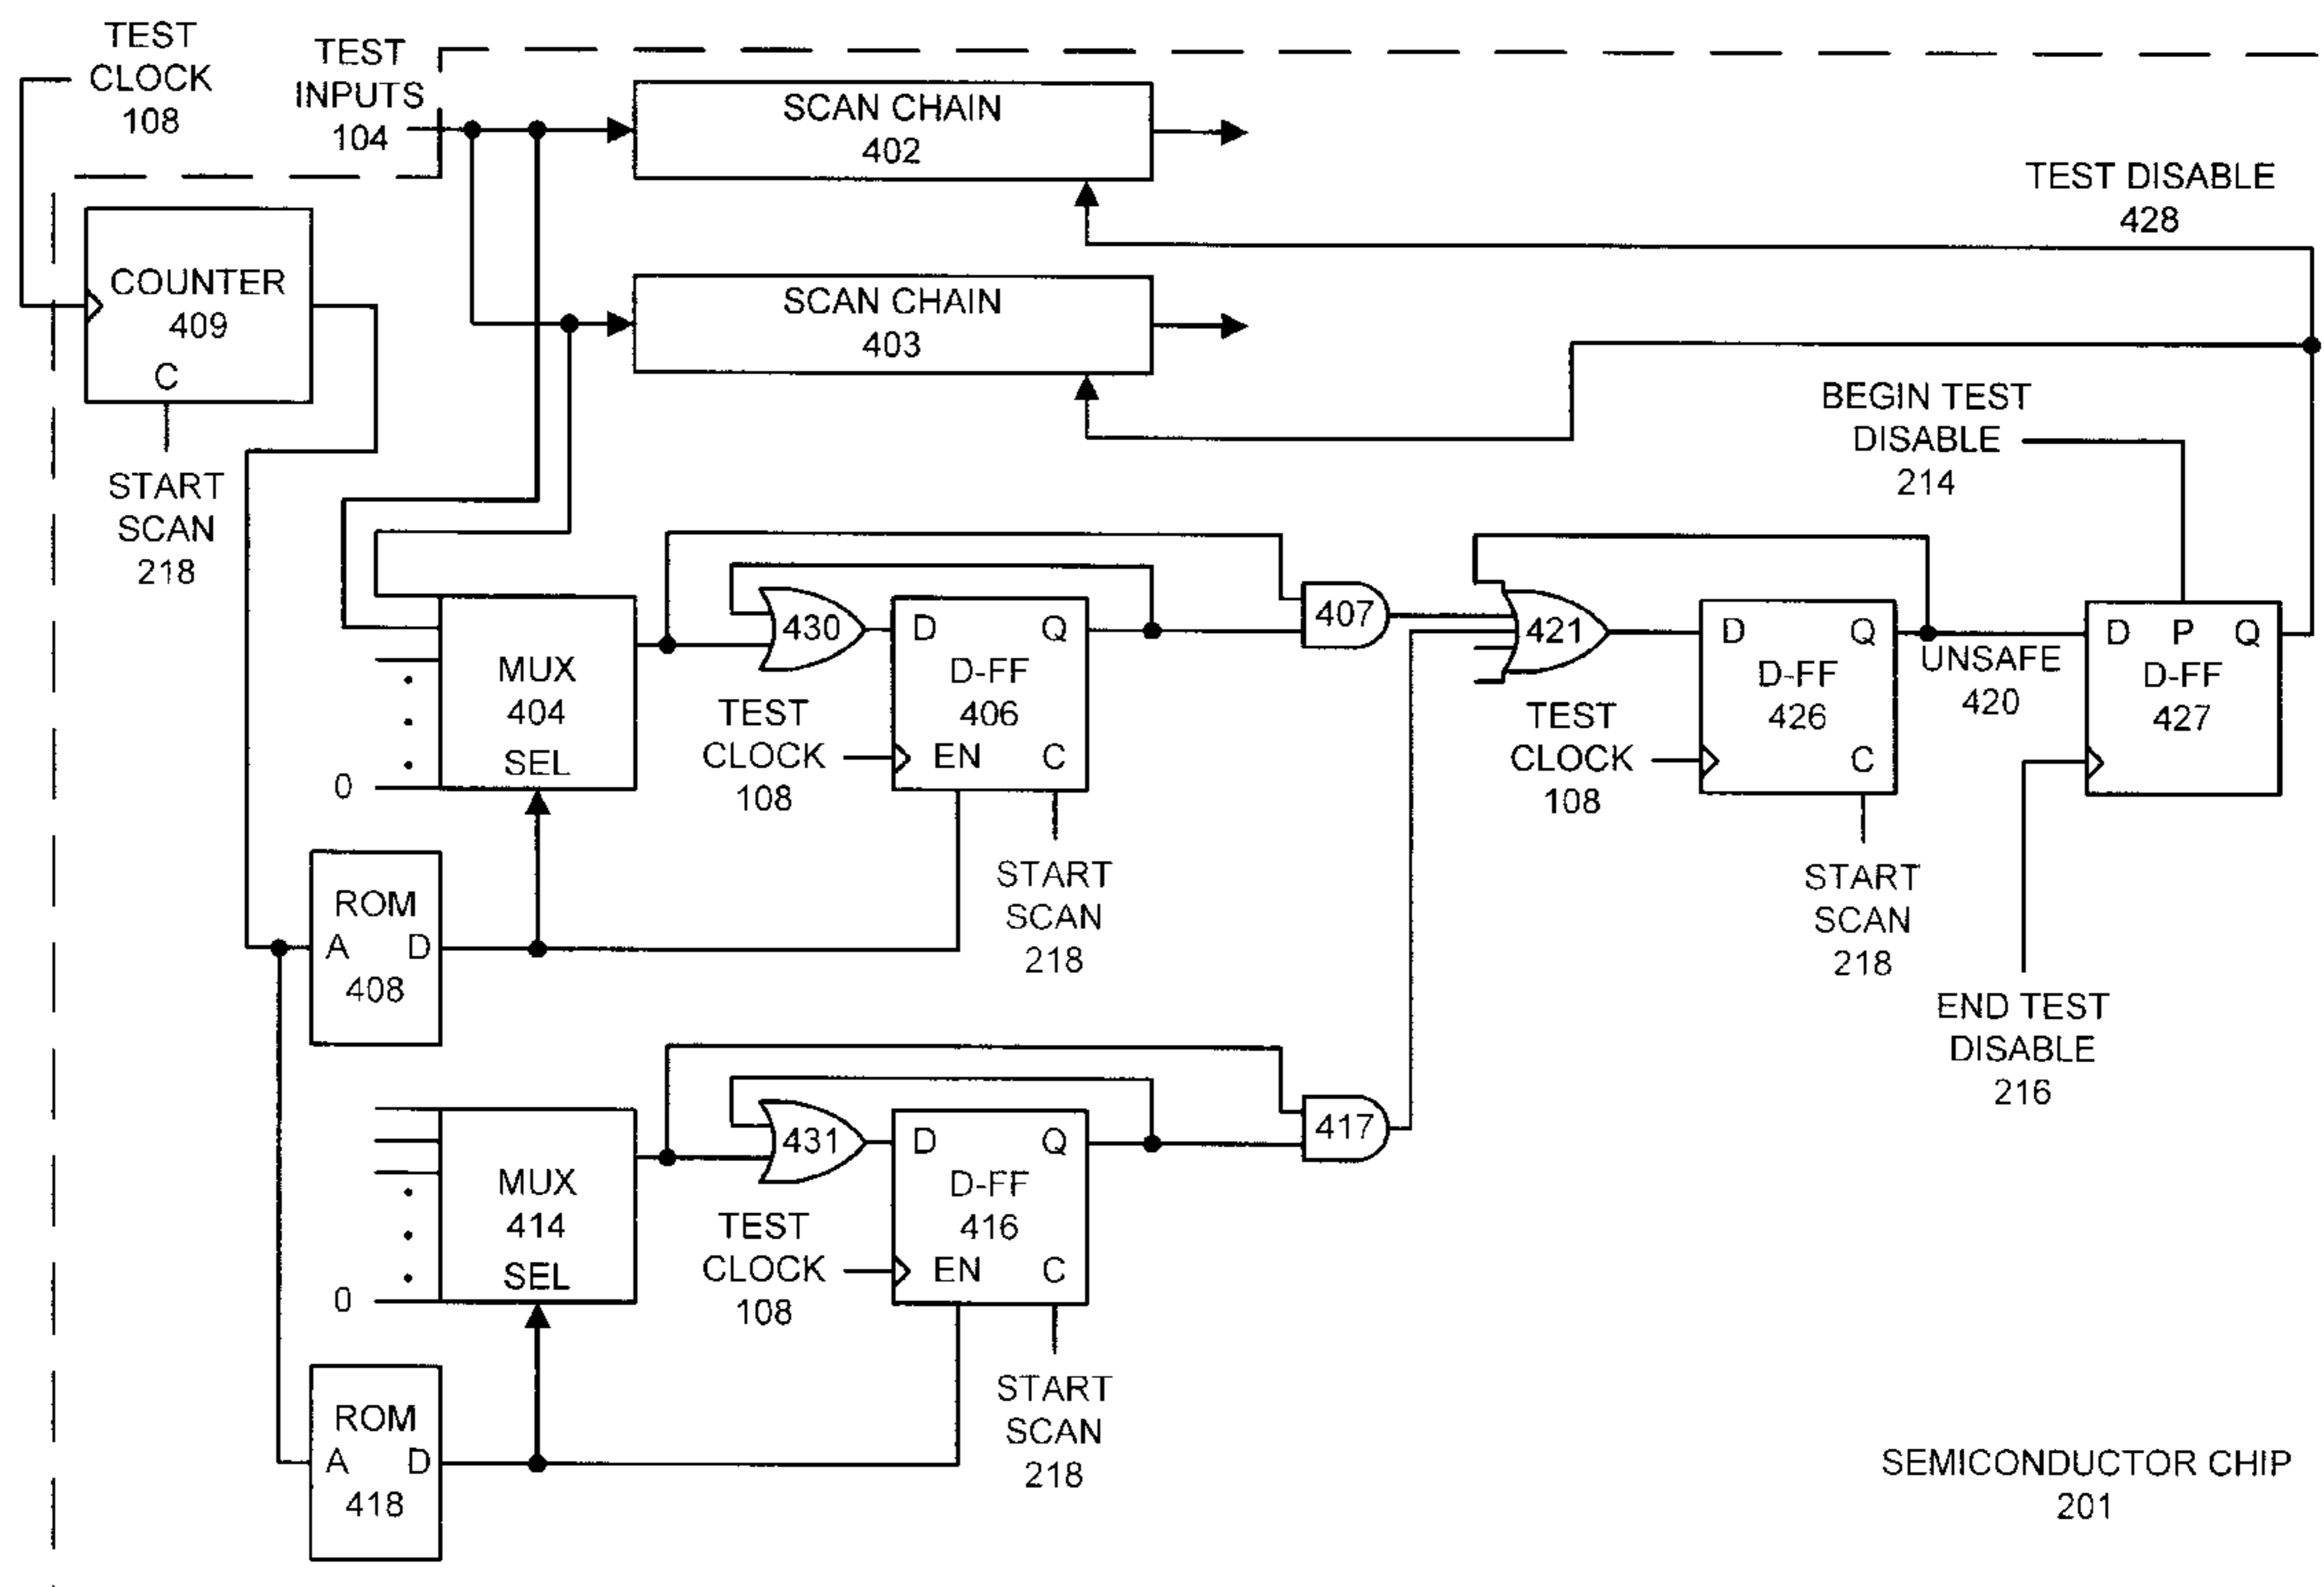 TEST
CLOCK
108
TEST
INPUTS
104
SCAN CHAIN
402
TEST DISABLE
428
COUNTER
409
C
START
SCAN
218
SCAN CHAIN
403
BEGIN TEST
DISABLE
214
MUX
404
SEL
0
430
D Q
D-FF
406
EN C
TEST
CLOCK
108
START
SCAN
218
407
421
D Q
D-FF
426
C
TEST
CLOCK
108
START
SCAN
218
UNSAFE
420
D P Q
D-FF
427
END TEST
DISABLE
216
ROM
A D
408
MUX
414
SEL
0
431
D Q
D-FF
416
EN C
TEST
CLOCK
108
START
SCAN
218
417
ROM
A D
418
SEMICONDUCTOR CHIP
201